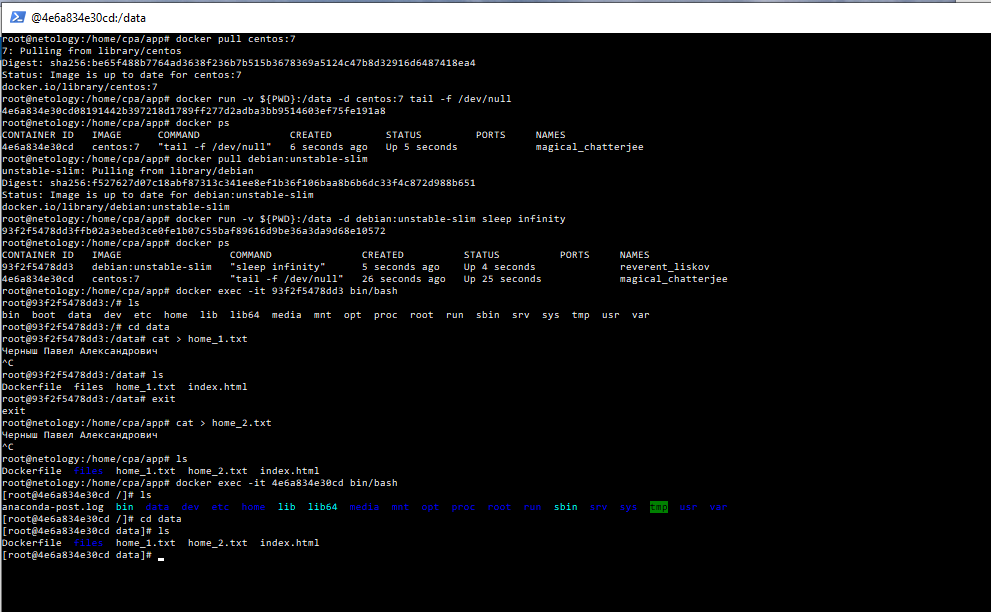 @4e6a834e30cd:/data
root@netology:/home/cpa/app# docker pull centos:7
7: Pulling from library/centos
Digest: sha256:be65f488b7764ad3638f236b7b515b3678369a5124c47b8d32916d6487418ea4
Status: Image is up to date for centos:7
docker.io/library/centos:7
root@netology:/home/cpa/app# docker run -v ${PWD}:/data -d centos:7 tail -f /dev/null
4e6a834e30cd08191442b397218d1789ff277d2adba3bb9514603ef75fe191a8
root@netology:/home/cpa/app# docker ps
CONTAINER ID   IMAGE      COMMAND               CREATED         STATUS         PORTS     NAMES
4e6a834e30cd   centos:7   "tail -f /dev/null"   6 seconds ago   Up 5 seconds             magical_chatterjee
root@netology:/home/cpa/app# docker pull debian:unstable-slim
unstable-slim: Pulling from library/debian
Digest: sha256:f527627d07c18abf87313c341ee8ef1b36f106baa8b6b6dc33f4c872d988b651
Status: Image is up to date for debian:unstable-slim
docker.io/library/debian:unstable-slim
root@netology:/home/cpa/app# docker run -v ${PWD}:/data -d debian:unstable-slim sleep infinity
93f2f5478dd3ffb02a3ebed3ce0fe1b07c55baf89616d9be36a3da9d68e10572
root@netology:/home/cpa/app# docker ps
CONTAINER ID   IMAGE                  COMMAND               CREATED          STATUS          PORTS     NAMES
93f2f5478dd3   debian:unstable-slim   "sleep infinity"      5 seconds ago    Up 4 seconds              reverent_liskov
4e6a834e30cd   centos:7               "tail -f /dev/null"   26 seconds ago   Up 25 seconds             magical_chatterjee
root@netology:/home/cpa/app# docker exec -it 93f2f5478dd3 bin/bash
root@93f2f5478dd3:/# ls
bin  boot  data  dev  etc  home  lib  lib64  media  mnt  opt  proc  root  run  sbin  srv  sys  tmp  usr  var
root@93f2f5478dd3:/# cd data
root@93f2f5478dd3:/data# cat > home_1.txt
Черныш Павел Александрович
^C
root@93f2f5478dd3:/data# ls
Dockerfile  files  home_1.txt  index.html
root@93f2f5478dd3:/data# exit
exit
root@netology:/home/cpa/app# cat > home_2.txt
Черныш Павел Александрович
^C
root@netology:/home/cpa/app# ls
Dockerfile  files  home_1.txt  home_2.txt  index.html
root@netology:/home/cpa/app# docker exec -it 4e6a834e30cd bin/bash
[root@4e6a834e30cd /]# ls
anaconda-post.log  bin  data  dev  etc  home  lib  lib64  media  mnt  opt  proc  root  run  sbin  srv  sys  tmp  usr  var
[root@4e6a834e30cd /]# cd data
[root@4e6a834e30cd data]# ls
Dockerfile  files  home_1.txt  home_2.txt  index.html
[root@4e6a834e30cd data]#